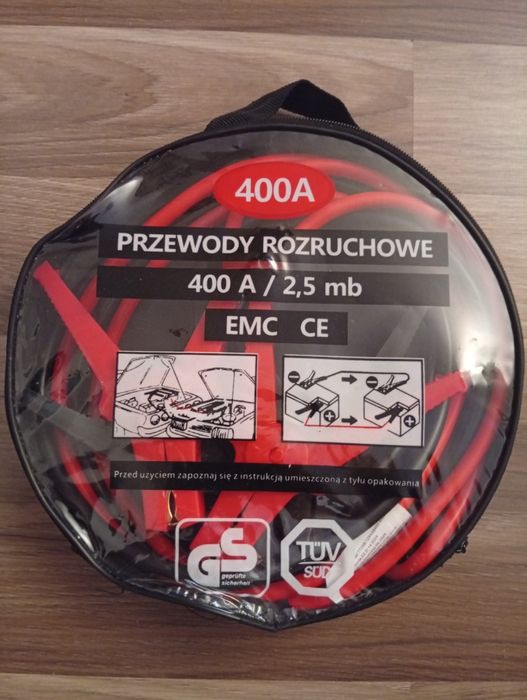 400A
PRZEWODY ROZRUCHOWE
400 A / 2,5 mb
EMC CE
Przed użyciem zapoznaj się z instrukcją umieszczoną z tyłu opakowania
GS
geprüfte
sicherheit
TÜV
SÜD